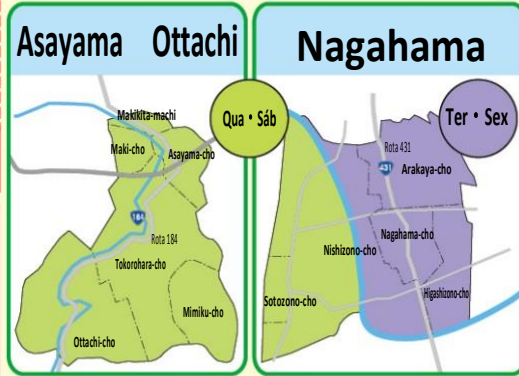 Asayama Ottachi
Makikita-machi
Maki-cho
Asayama-cho
Qua・Sáb
184
Rota 184
Tokorohara-cho
Mimiku-cho
Ottachi-cho
Nagahama
Ter・Sex
Rota 431
431
Arakaya-cho
Nagahama-cho
Nishizono-cho
Higashizono-cho
Sotozono-cho